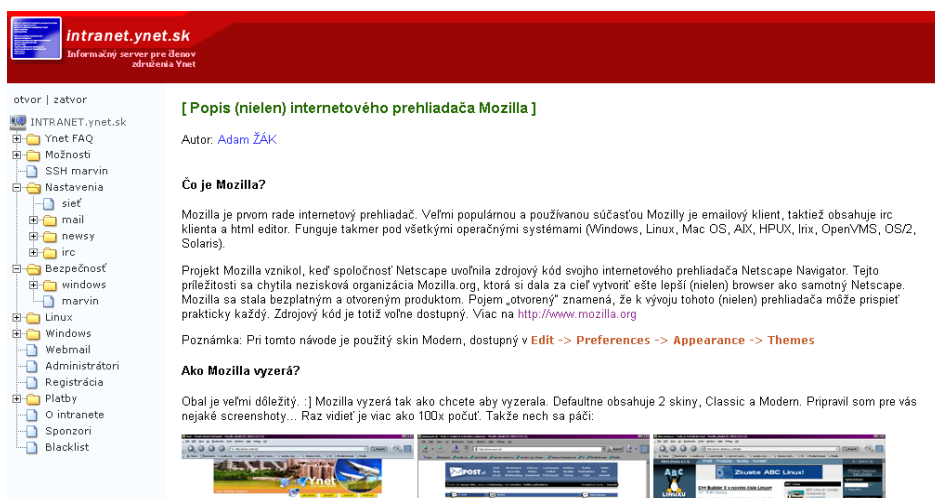 intranet.ynet.sk
Informačný server pre členov
združenia Ynet
otvor | zatvor
INTRANET.ynet.sk
Ynet FAQ
Možnosti
SSH marvin
Nastavenia
sieť
mail
newsy
irc
Bezpečnosť
windows
marvin
Linux
Windows
Webmail
Administrátori
Registrácia
Platby
O intranete
Sponzori
Blacklist
[ Popis (nielen) internetového prehliadača Mozilla ]
Autor: Adam ŽÁK
Čo je Mozilla?
Mozilla je prvom rade internetový prehliadač. Veľmi populárnou a používanou súčasťou Mozilly je emailový klient, taktiež obsahuje irc
klienta a html editor. Funguje takmer pod všetkými operačnými systémami (Windows, Linux, Mac OS, AIX, HPUX, Irix, OpenVMS, OS/2,
Solaris).
Projekt Mozilla vznikol, keď spoločnosť Netscape uvoľnila zdrojový kód svojho internetového prehliadača Netscape Navigator. Tejto
príležitosti sa chytila nezisková organizácia Mozilla.org, ktorá si dala za cieľ vytvoriť ešte lepší (nielen) browser ako samotný Netscape.
Mozilla sa stala bezplatným a otvoreným produktom. Pojem „otvorený" znamená, že k vývoju tohoto (nielen) prehliadača môže prispieť
prakticky každý. Zdrojový kód je totiž voľne dostupný. Viac na http://www.mozilla.org
Poznámka: Pri tomto návode je použitý skin Modern, dostupný v Edit -> Preferences -> Appearance -> Themes
Ako Mozilla vyzerá?
Obal je veľmi dôležitý. :] Mozilla vyzerá tak ako chcete aby vyzerala. Defaultne obsahuje 2 skiny, Classic a Modern. Pripravil som pre vás
nejaké screenshoty... Raz vidieť je viac ako 100x počuť. Takže nech sa páči:
Ynet
POST
ABC
LINUXU
Zkuste ABC Linux!